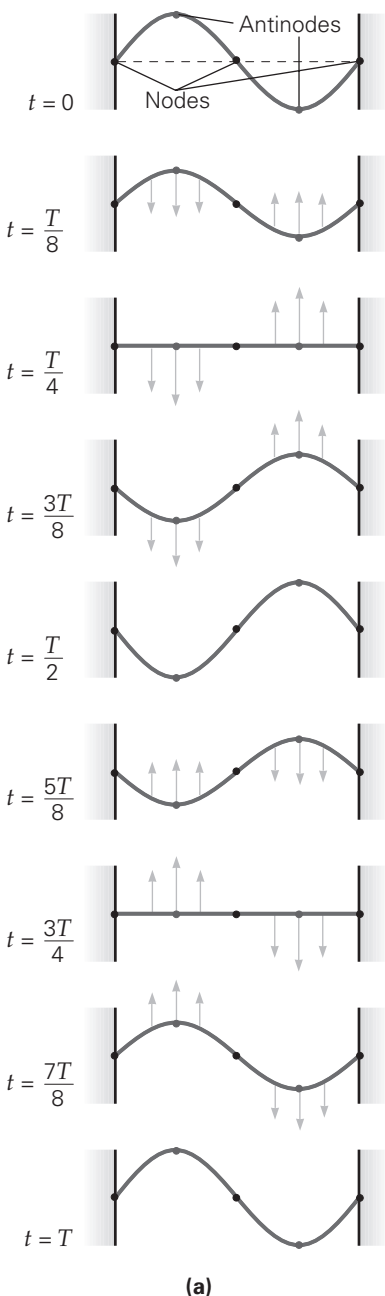 Antinodes
Nodes
t = 0
t = T/8
t = T/4
t = 3T/8
t = T/2
t = 5T/8
t = 3T/4
t = 7T/8
t = T
(a)